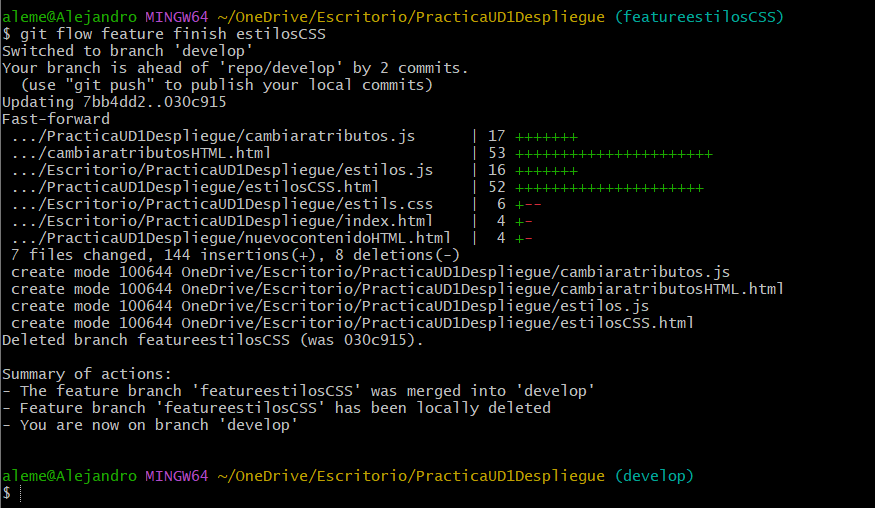 aleme@Alejandro MINGW64 ~/OneDrive/Escritorio/PracticaUD1Despliegue (featureestilosCSS)
$ git flow feature finish estilosCSS
Switched to branch 'develop'
Your branch is ahead of 'repo/develop' by 2 commits.
  (use "git push" to publish your local commits)
Updating 7bb4dd2..030c915
Fast-forward
 .../PracticaUD1Despliegue/cambiaratributos.js      | 17 +++++++
 .../cambiaratributosHTML.html                      | 53 ++++++++++++++++++++++
 .../Escritorio/PracticaUD1Despliegue/estilos.js    | 16 +++++++
 .../PracticaUD1Despliegue/estilosCSS.html          | 52 +++++++++++++++++++++
 .../Escritorio/PracticaUD1Despliegue/estils.css    |  6 +--
 .../Escritorio/PracticaUD1Despliegue/index.html    |  4 +-
 .../PracticaUD1Despliegue/nuevocontenidoHTML.html  |  4 +-
 7 files changed, 144 insertions(+), 8 deletions(-)
 create mode 100644 OneDrive/Escritorio/PracticaUD1Despliegue/cambiaratributos.js
 create mode 100644 OneDrive/Escritorio/PracticaUD1Despliegue/cambiaratributosHTML.html
 create mode 100644 OneDrive/Escritorio/PracticaUD1Despliegue/estilos.js
 create mode 100644 OneDrive/Escritorio/PracticaUD1Despliegue/estilosCSS.html
Deleted branch featureestilosCSS (was 030c915).

Summary of actions:
- The feature branch 'featureestilosCSS' was merged into 'develop'
- Feature branch 'featureestilosCSS' has been locally deleted
- You are now on branch 'develop'

aleme@Alejandro MINGW64 ~/OneDrive/Escritorio/PracticaUD1Despliegue (develop)
$